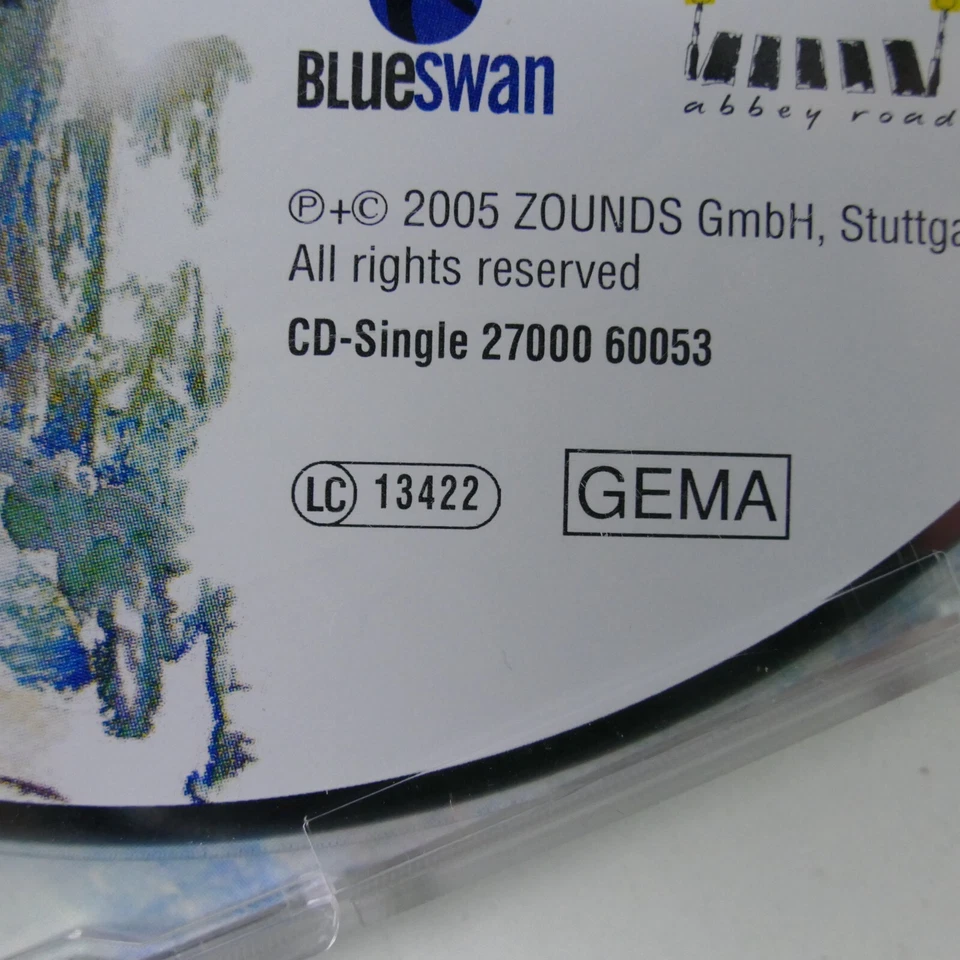 BLUeSWan
abbey road
℗+© 2005 ZOUNDS GmbH, Stuttga
All rights reserved
CD-Single 27000 60053
LC 13422
GEMA